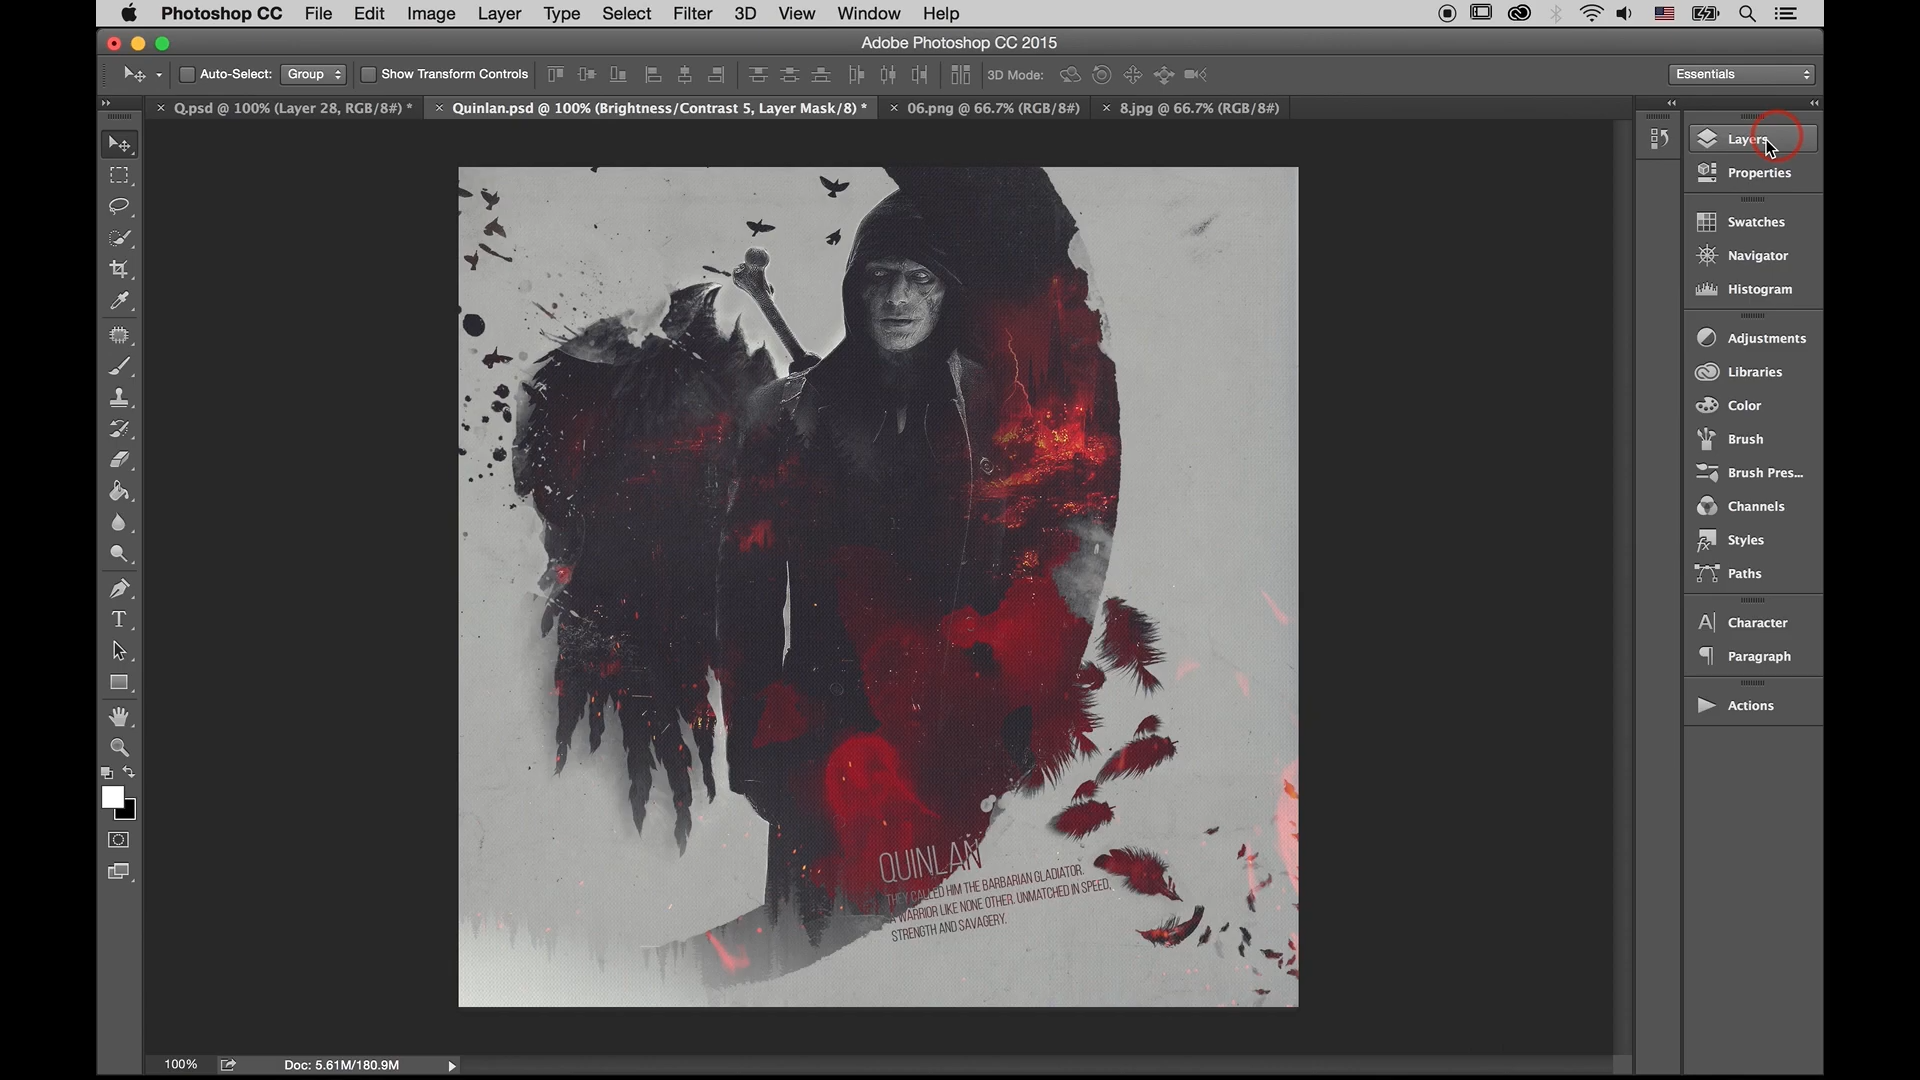 Photoshop CC File Edit Image Layer Type Select Filter 3D View Window Help
Adobe Photoshop CC 2015
Auto-Select: Group Show Transform Controls 3D Mode: Essentials
Q.psd @ 100% (Layer 28, RGB/8#) * Quinlan.psd @ 100% (Brightness/Contrast 5, Layer Mask/8) * 06.png @ 66.7% (RGB/8#) 8.jpg @ 66.7% (RGB/8#)
Layers
Properties
Swatches
Navigator
Histogram
Adjustments
Libraries
Color
Brush
Brush Pres...
Channels
Styles
Paths
Character
Paragraph
Actions
QUINLAN
THEY CALLED HIM THE BARBARIAN GLADIATOR.
A WARRIOR LIKE NONE OTHER. UNMATCHED IN SPEED,
STRENGTH AND SAVAGERY.
100% Doc: 5.61M/180.9M